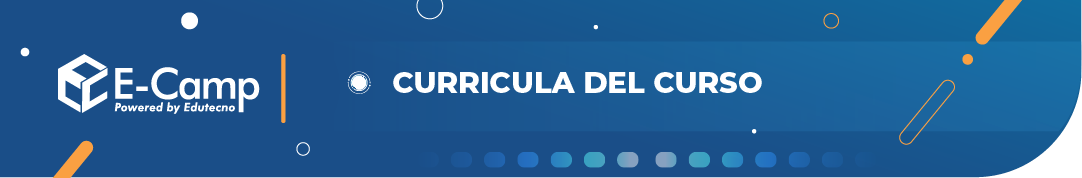 E-Camp
Powered by Edutecno
CURRICULA DEL CURSO